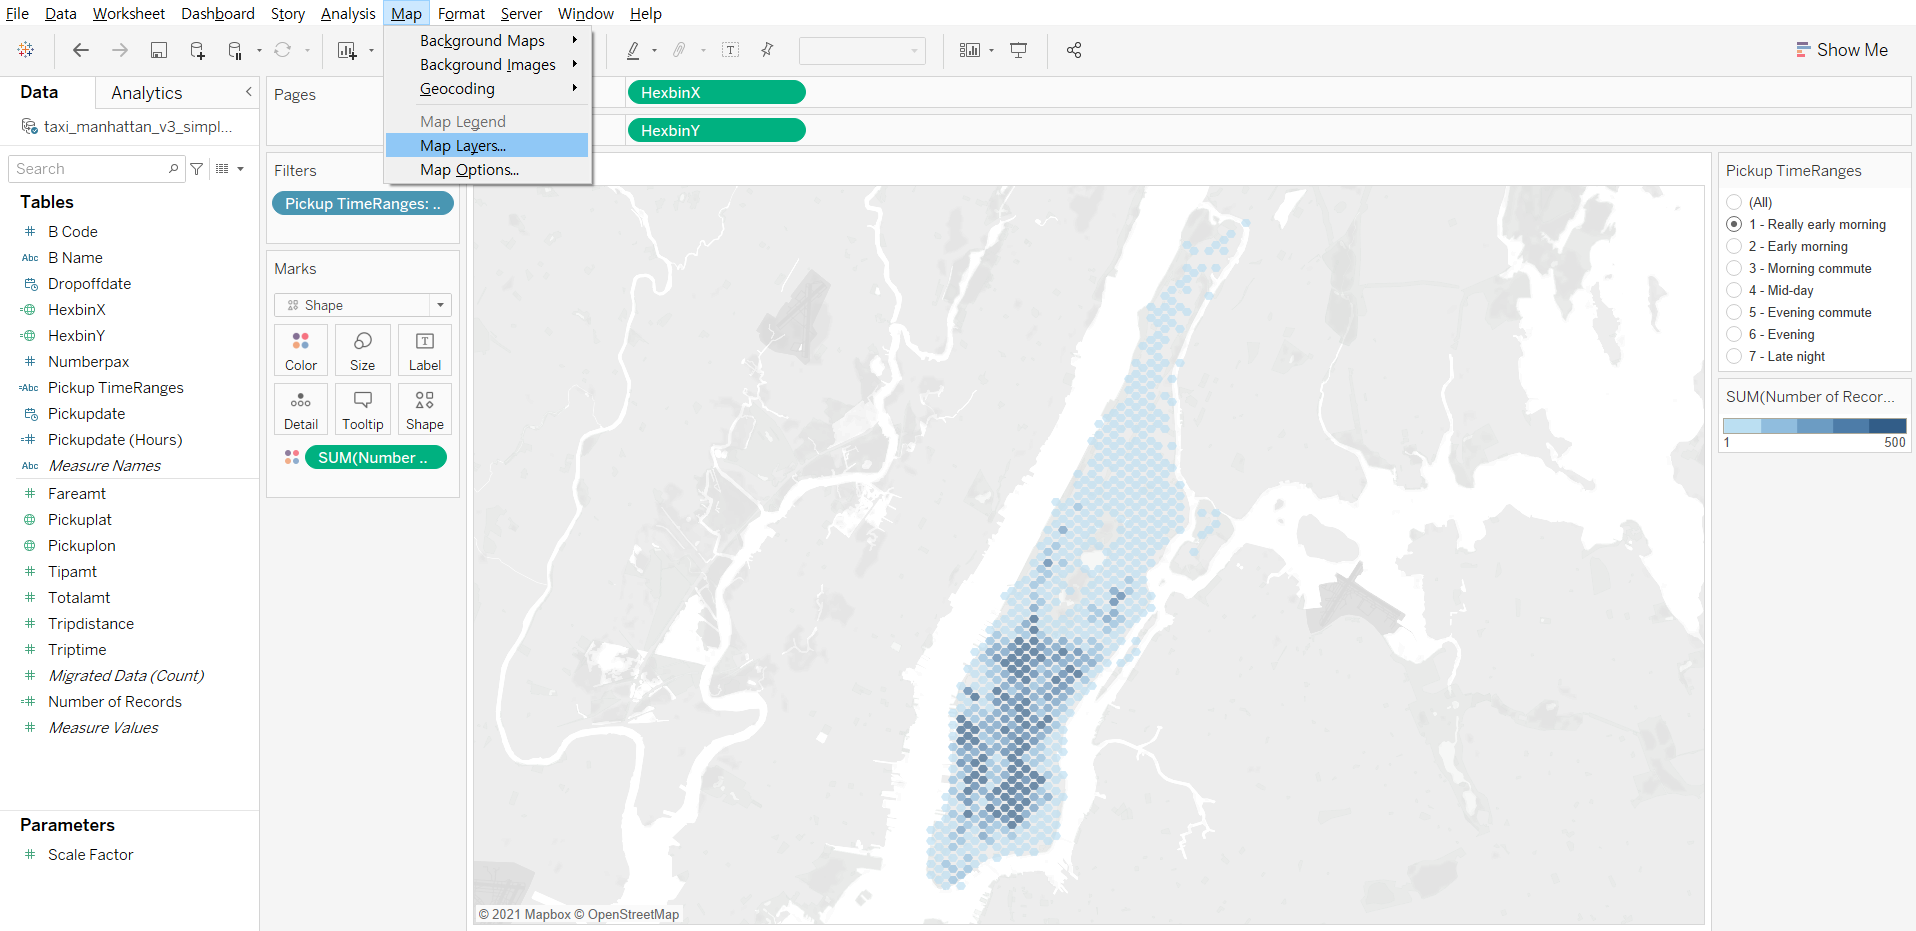 File Data Worksheet Dashboard Story Analysis Map Format Server Window Help
Background Maps
Background Images
Geocoding
Map Legend
Map Layers...
Map Options...
Show Me
Data Analytics
taxi_manhattan_v3_simpl...
Search
Tables
B Code
Abc B Name
Dropoffdate
HexbinX
HexbinY
Numberpax
=Abc Pickup TimeRanges
Pickupdate
Pickupdate (Hours)
Abc Measure Names
Fareamt
Pickuplat
Pickuplon
Tipamt
Totalamt
Tripdistance
Triptime
Migrated Data (Count)
Number of Records
Measure Values
Parameters
Scale Factor
Pages
Filters
Pickup TimeRanges: ..
Marks
Shape
Color Size Label
Detail Tooltip Shape
SUM(Number ..
HexbinX
HexbinY
© 2021 Mapbox © OpenStreetMap
Pickup TimeRanges
(All)
1 - Really early morning
2 - Early morning
3 - Morning commute
4 - Mid-day
5 - Evening commute
6 - Evening
7 - Late night
SUM(Number of Recor...
1 500